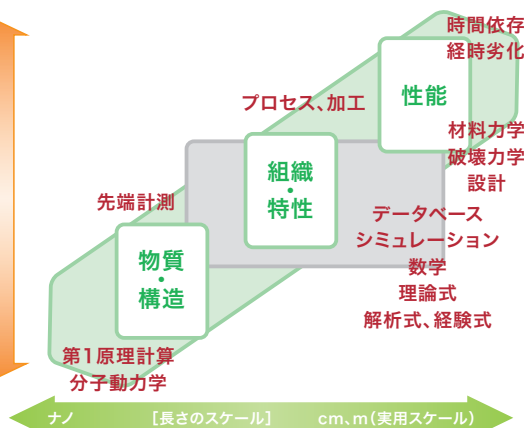 時間依存
経時劣化
性能
プロセス、加工
材料力学
破壊力学
設計
組織
・
特性
先端計測
データベース
シミュレーション
数学
理論式
解析式、経験式
物質
・
構造
第1原理計算
分子動力学
ナノ [長さのスケール] cm、m(実用スケール)